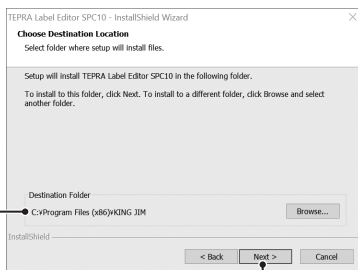 TEPRA Label Editor SPC10 - InstallShield Wizard
Choose Destination Location
Select folder where setup will install files.
Setup will install TEPRA Label Editor SPC10 in the following folder.
To install to this folder, click Next. To install to a different folder, click Browse and select
another folder.
Destination Folder
C:¥Program Files (x86)¥KING JIM
Browse...
InstallShield
< Back
Next >
Cancel